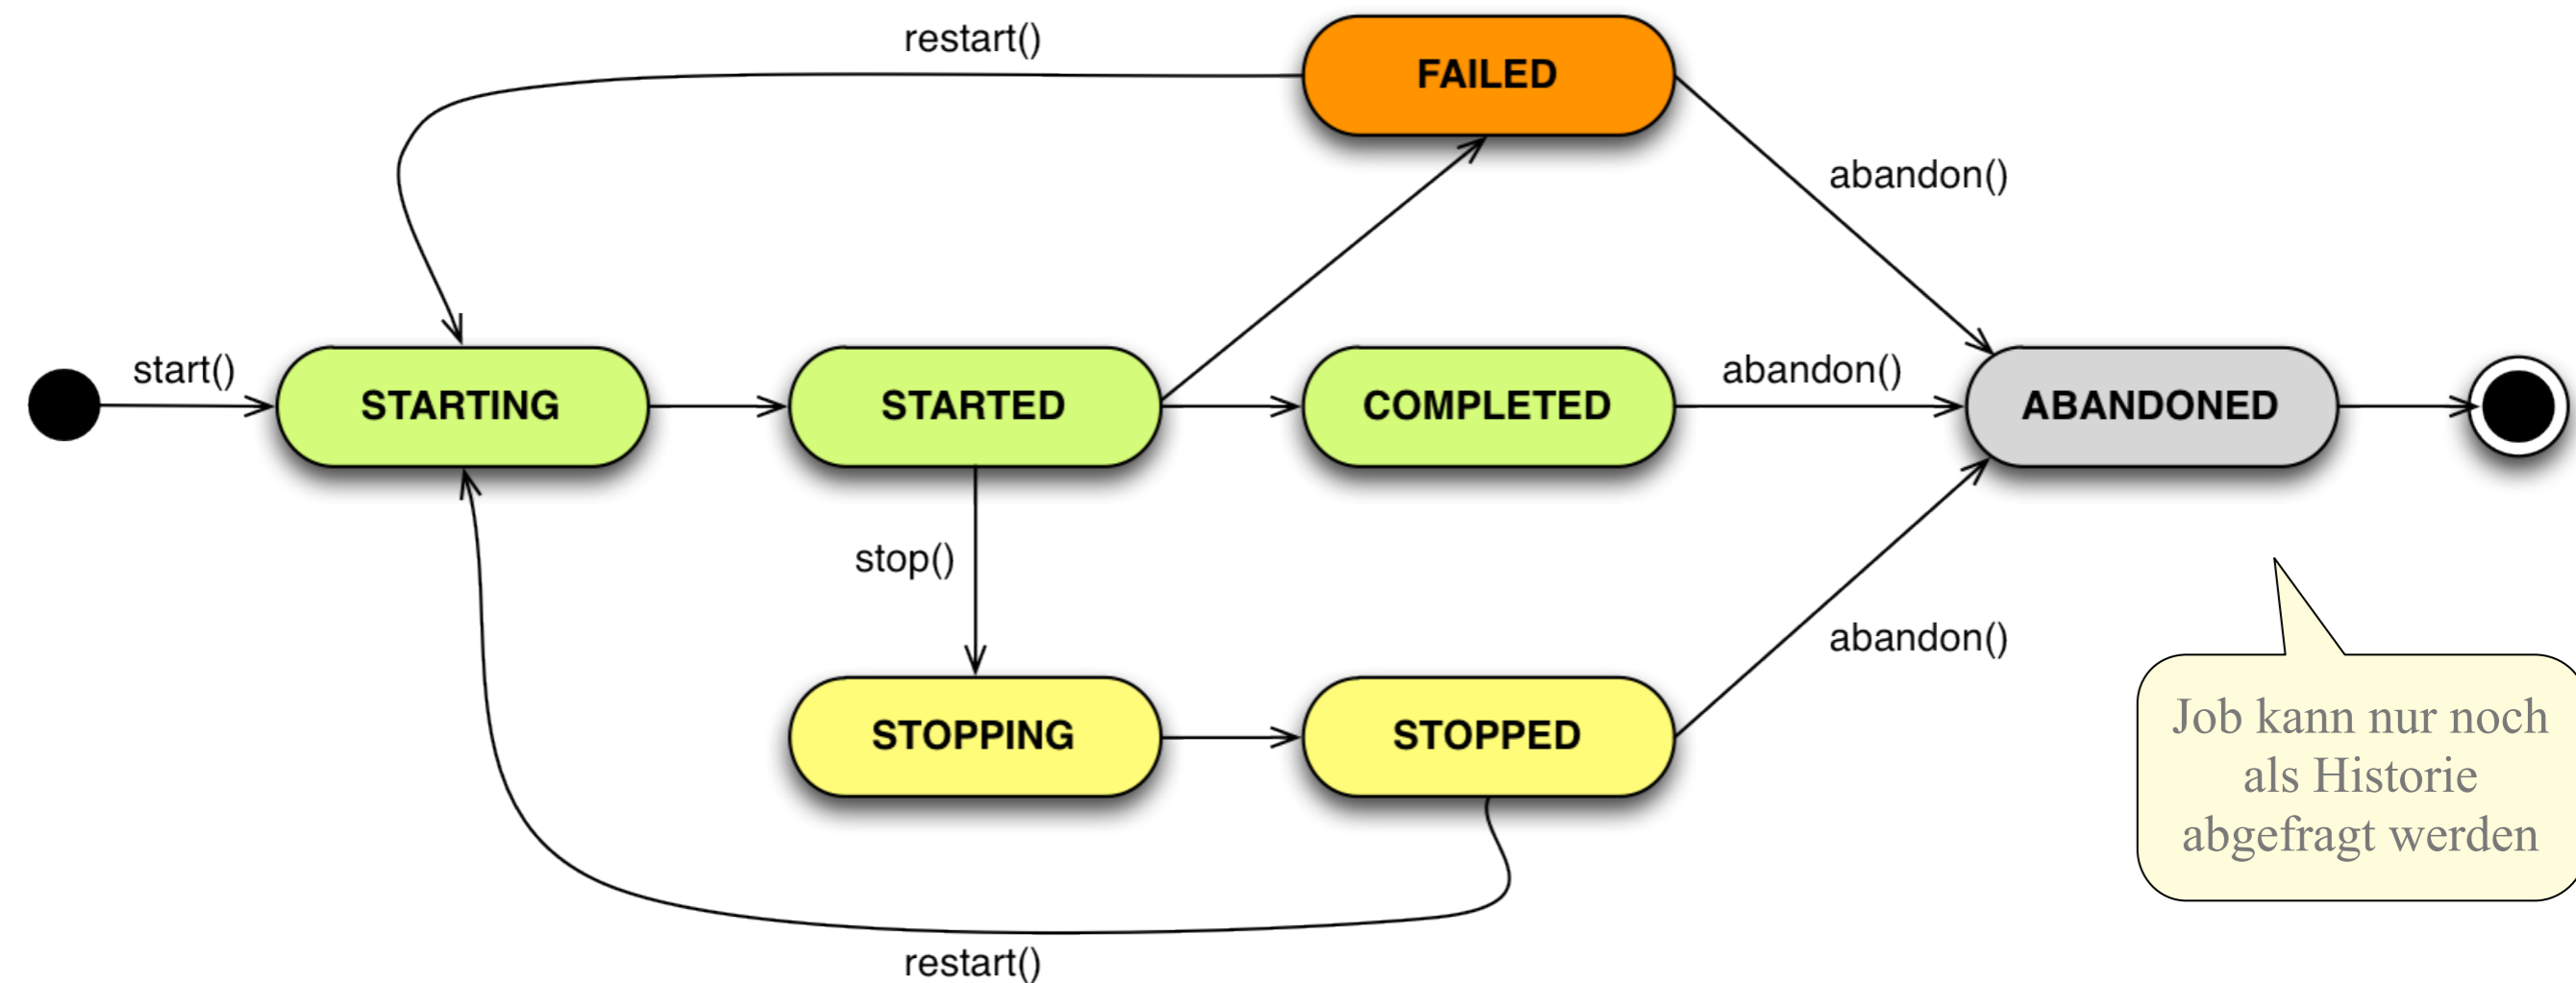 restart()
FAILED
abandon()
start()
STARTING
STARTED
COMPLETED
abandon()
ABANDONED
stop()
abandon()
STOPPING
STOPPED
Job kann nur noch
als Historie
abgefragt werden
restart()